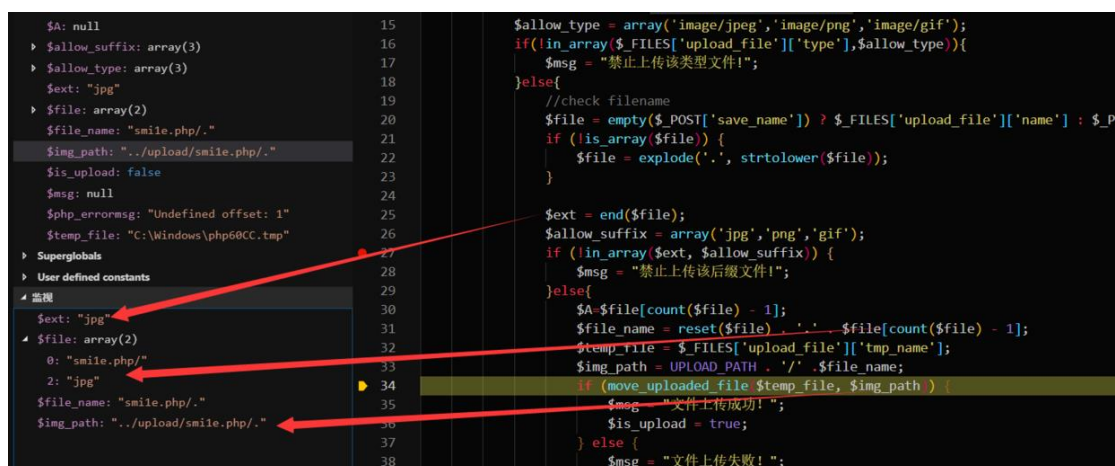 $A: null
$allow_suffix: array(3)
$allow_type: array(3)
$ext: "jpg"
$file: array(2)
$file_name: "smi1e.php/."
$img_path: "../upload/smi1e.php/."
$is_upload: false
$msg: null
$php_errormsg: "Undefined offset: 1"
$temp_file: "C:\Windows\php60CC.tmp"
Superglobals
User defined constants
监视
$ext: "jpg"
$file: array(2)
0: "smi1e.php/"
2: "jpg"
$file_name: "smi1e.php/."
$img_path: "../upload/smi1e.php/."
15 $allow_type = array('image/jpeg','image/png','image/gif');
16 if(!in_array($_FILES['upload_file']['type'],$allow_type)){
17 $msg = "禁止上传该类型文件!";
18 }else{
19 //check filename
20 $file = empty($_POST['save_name']) ? $_FILES['upload_file']['name'] : $_P
21 if (!is_array($file)) {
22 $file = explode('.', strtolower($file));
23 }
24
25 $ext = end($file);
26 $allow_suffix = array('jpg','png','gif');
27 if (!in_array($ext, $allow_suffix)) {
28 $msg = "禁止上传该后缀文件!";
29 }else{
30 $A=$file[count($file) - 1];
31 $file_name = reset($file) . '.' . $file[count($file) - 1];
32 $temp_file = $_FILES['upload_file']['tmp_name'];
33 $img_path = UPLOAD_PATH . '/' .$file_name;
34 if (move_uploaded_file($temp_file, $img_path)) {
35 $msg = "文件上传成功！";
36 $is_upload = true;
37 } else {
38 $msg = "文件上传失败！";